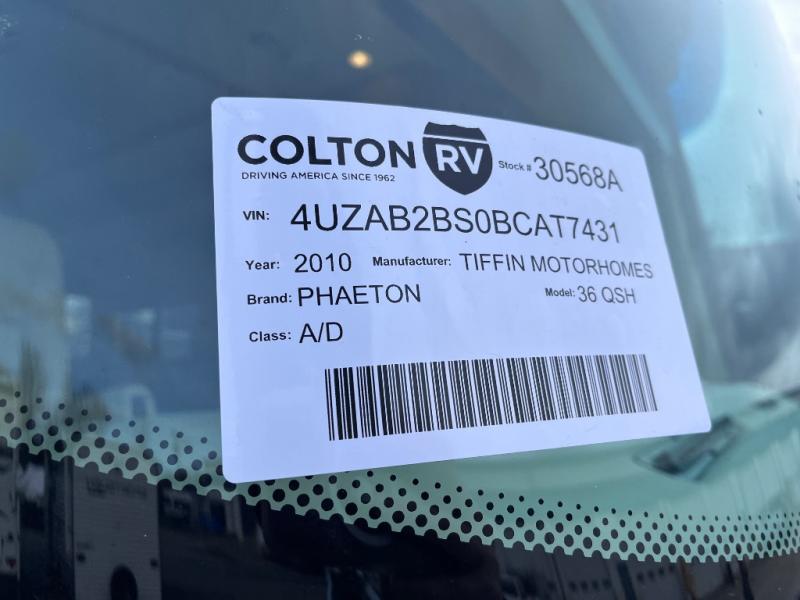 COLTON RV Stock # 30568A
DRIVING AMERICA SINCE 1962
VIN: 4UZAB2BS0BCAT7431
Year: 2010 Manufacturer: TIFFIN MOTORHOMES
Brand: PHAETON Model: 36 QSH
Class: A/D